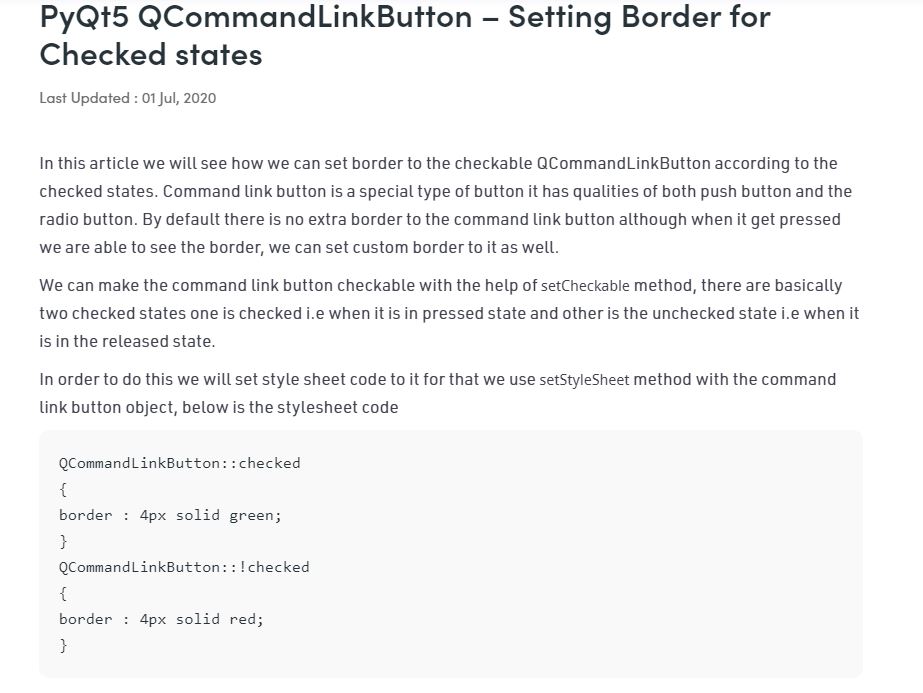 PyQt5 QCommandLinkButton – Setting Border for
Checked states
Last Updated : 01 Jul, 2020
In this article we will see how we can set border to the checkable QCommandLinkButton according to the
checked states. Command link button is a special type of button it has qualities of both push button and the
radio button. By default there is no extra border to the command link button although when it get pressed
we are able to see the border, we can set custom border to it as well.
We can make the command link button checkable with the help of setCheckable method, there are basically
two checked states one is checked i.e when it is in pressed state and other is the unchecked state i.e when it
is in the released state.
In order to do this we will set style sheet code to it for that we use setStyleSheet method with the command
link button object, below is the stylesheet code
QCommandLinkButton::checked
{
border : 4px solid green;
}
QCommandLinkButton::!checked
{
border : 4px solid red;
}